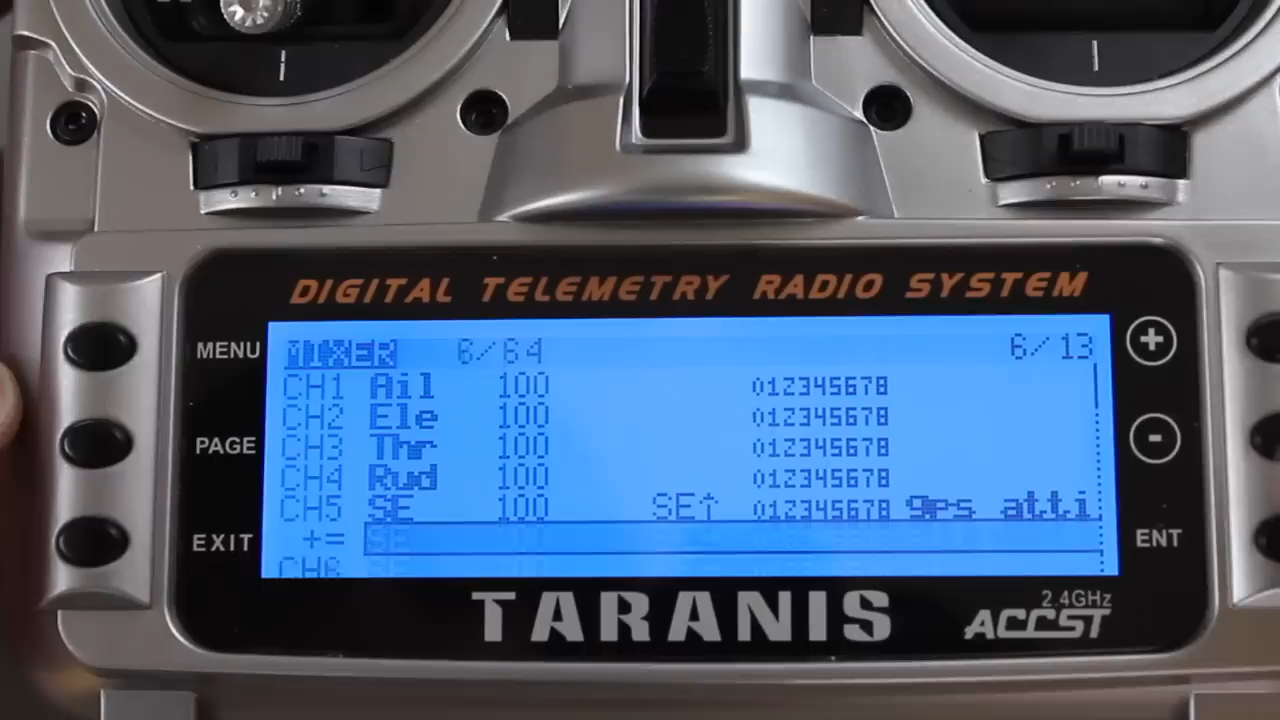 DIGITAL TELEMETRY RADIO SYSTEM
MENU
PAGE
EXIT
MIXER 6/64 6/13
CH1 Ail 100 012345678
CH2 Ele 100 012345678
CH3 Thr 100 012345678
CH4 Rud 100 012345678
CH5 SE 100 SE↑ 012345678 gps atti
+=
CH6
+
-
ENT
TARANIS
2.4GHz
ACCST